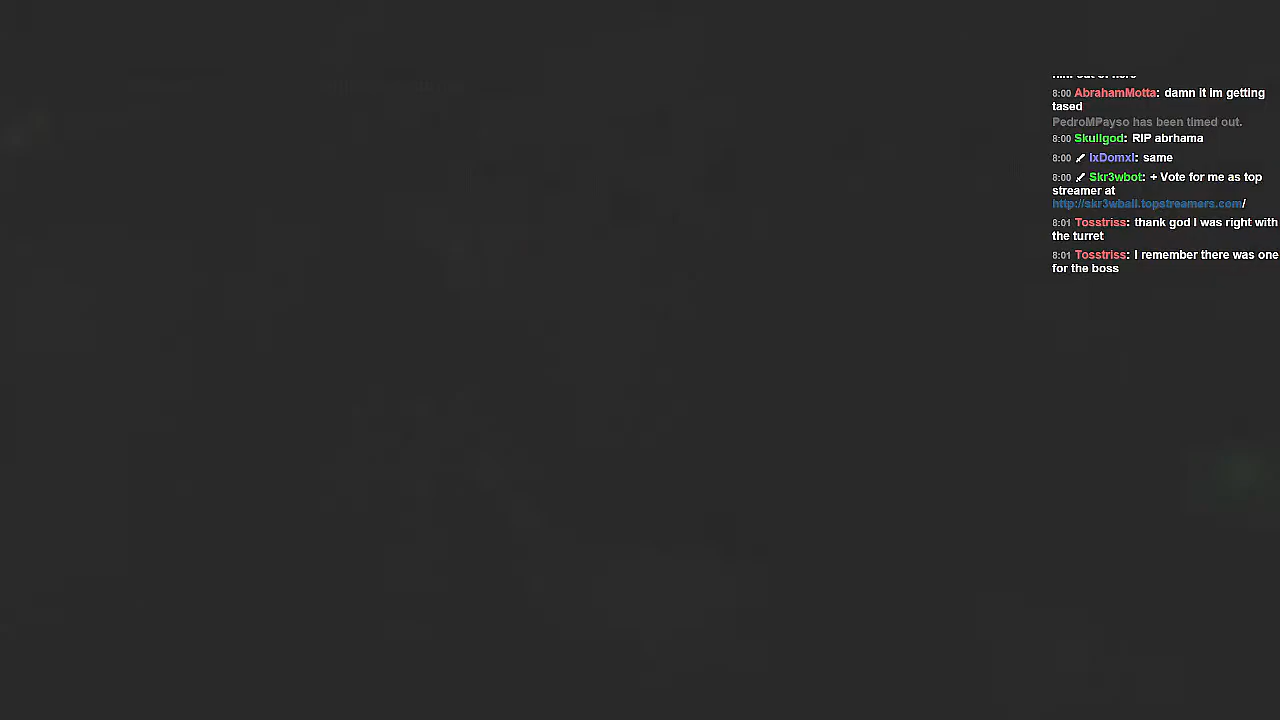 8:00 AbrahamMotta: damn it im getting
tased
PedroMPayso has been timed out.
8:00 Skullgod: RIP abrhama
8:00 IxDomxI: same
8:00 Skr3wbot: + Vote for me as top
streamer at
http://skr3wball.topstreamers.com/
8:01 Tosstriss: thank god I was right with
the turret
8:01 Tosstriss: I remember there was one
for the boss